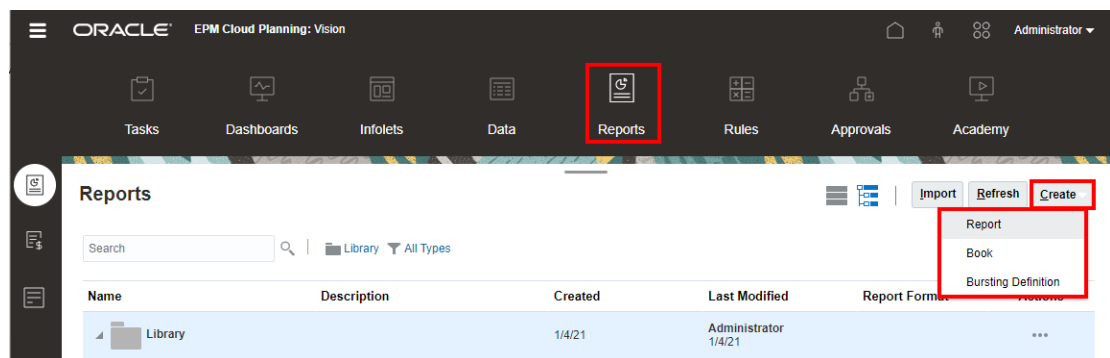 ORACLE® EPM Cloud Planning: Vision Administrator
Tasks Dashboards Infolets Data Reports Rules Approvals Academy
Reports Import Refresh Create
Report
Search Library All Types
Book
Bursting Definition
Name Description Created Last Modified Report Format Actions
Library 1/4/21 Administrator
1/4/21